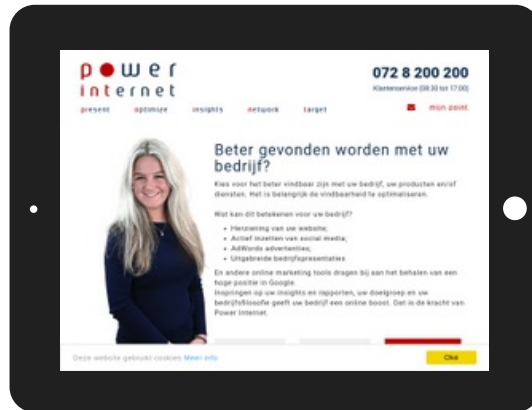 power
internet
072 8 200 200
Klantenservice (08:30 tot 17:00)
present optimize insights network target mijn point
Beter gevonden worden met uw
bedrijf?
Kies voor het beter vindbaar zijn met uw bedrijf, uw producten en/of
diensten. Het is belangrijk de vindbaarheid te optimaliseren.
Wat kan dit betekenen voor uw bedrijf?
• Herziening van uw website;
• Actief inzetten van social media;
• AdWords advertenties;
• Uitgebreide bedrijfspresentaties
En andere online marketing tools dragen bij aan het behalen van een
hoge positie in Google.
Inspringen op uw insights en rapporten, uw doelgroep en uw
bedrijfsfilosofie geeft uw bedrijf een online boost. Dat is de kracht van
Power Internet.
Deze website gebruikt cookies Meer info
Oké